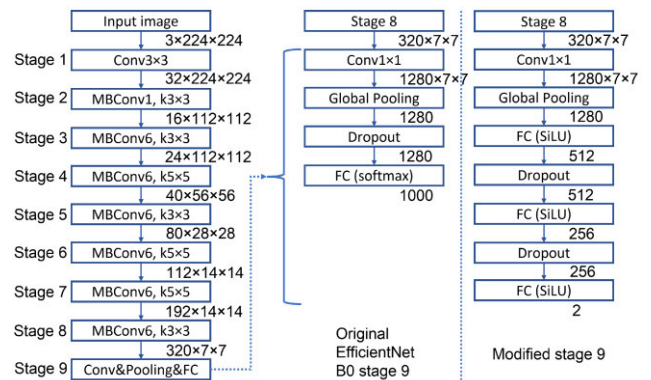 Input image
3×224×224
Stage 1
Conv3×3
32×224×224
Stage 2
MBConv1, k3×3
16×112×112
Stage 3
MBConv6, k3×3
24×112×112
Stage 4
MBConv6, k5×5
40×56×56
Stage 5
MBConv6, k3×3
80×28×28
Stage 6
MBConv6, k5×5
112×14×14
Stage 7
MBConv6, k5×5
192×14×14
Stage 8
MBConv6, k3×3
320×7×7
Stage 9
Conv&Pooling&FC
Stage 8
320×7×7
Conv1×1
1280×7×7
Global Pooling
1280
Dropout
1280
FC (softmax)
1000
Original
EfficientNet
B0 stage 9
Stage 8
320×7×7
Conv1×1
1280×7×7
Global Pooling
1280
FC (SiLU)
512
Dropout
512
FC (SiLU)
256
Dropout
256
FC (SiLU)
2
Modified stage 9